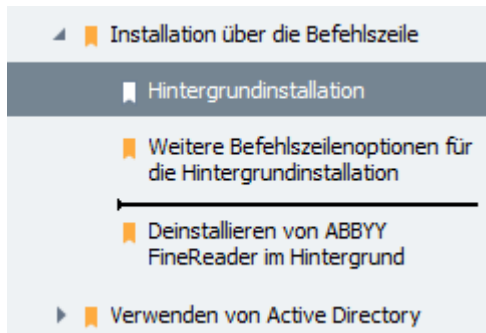 Installation über die Befehlszeile
Hintergrundinstallation
Weitere Befehlszeilenoptionen für
die Hintergrundinstallation
Deinstallieren von ABBYY
FineReader im Hintergrund
Verwenden von Active Directory